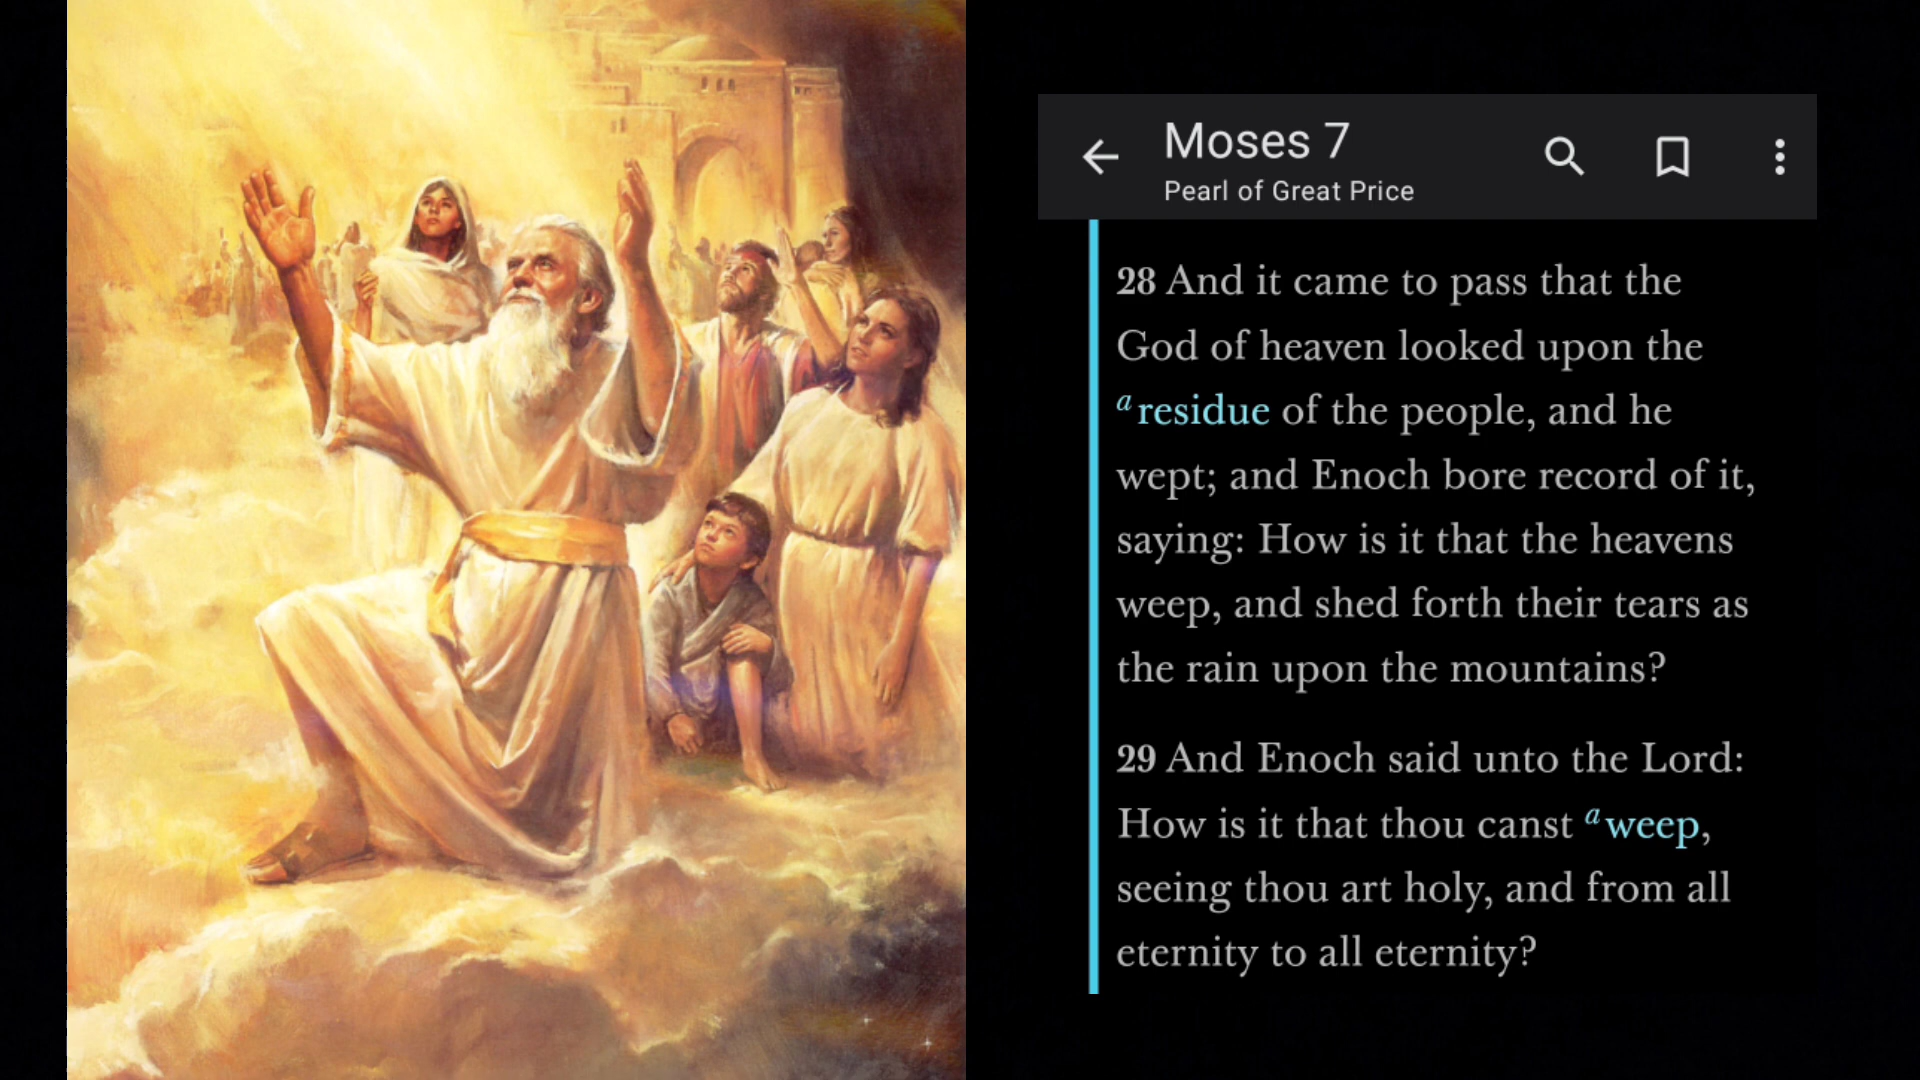 Moses 7
Pearl of Great Price
28 And it came to pass that the
God of heaven looked upon the
a residue of the people, and he
wept; and Enoch bore record of it,
saying: How is it that the heavens
weep, and shed forth their tears as
the rain upon the mountains?
29 And Enoch said unto the Lord:
How is it that thou canst a weep,
seeing thou art holy, and from all
eternity to all eternity?